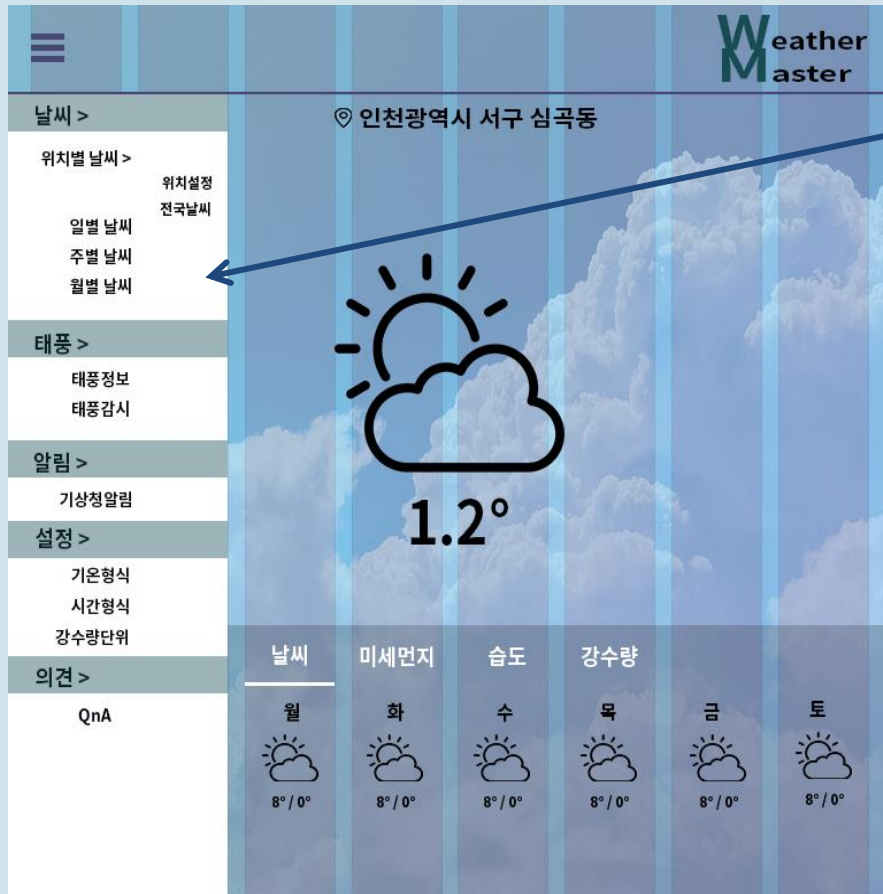 Weather
Master
날씨 >
인천광역시 서구 심곡동
위치별 날씨 >
위치설정
전국날씨
일별 날씨
주별 날씨
월별 날씨
태풍 >
태풍정보
태풍감시
알림 >
기상청알림
1.2°
설정 >
기온형식
시간형식
강수량단위
의견 >
QnA
날씨 미세먼지 습도 강수량
월 화 수 목 금 토
8° / 0° 8° / 0° 8° / 0° 8° / 0° 8° / 0° 8° / 0°